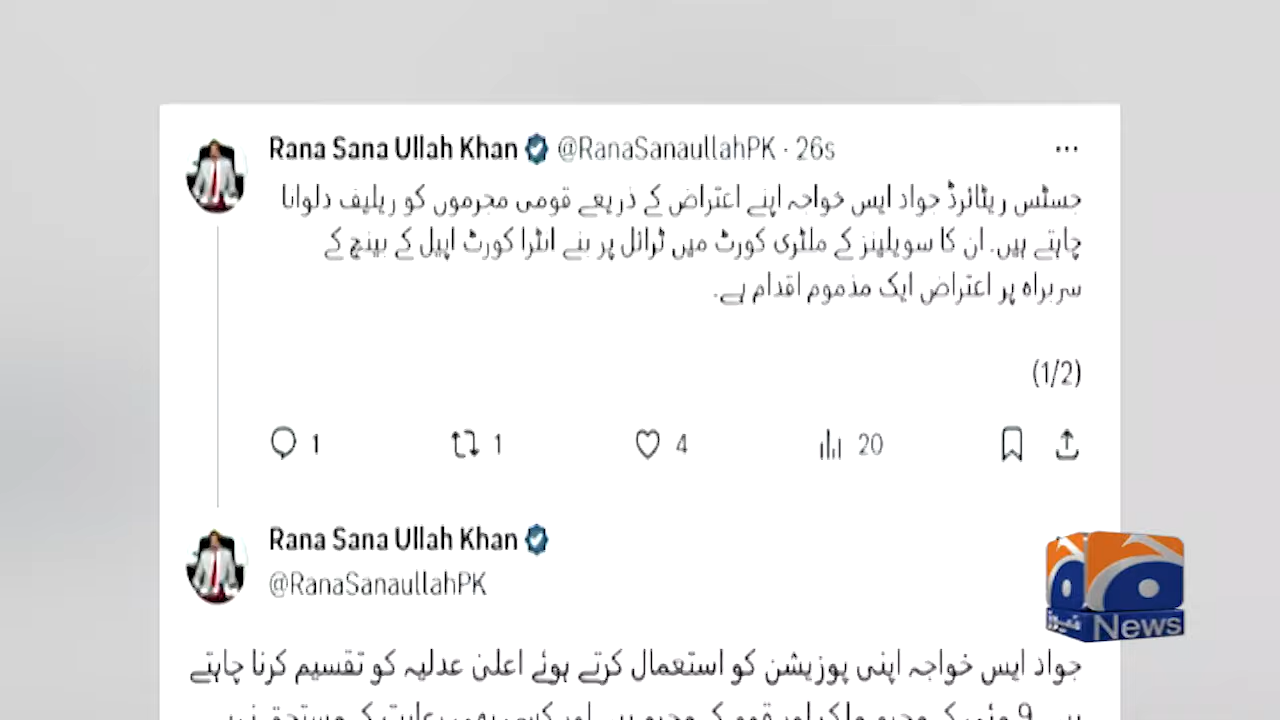 Rana Sana Ullah Khan @RanaSanaullahPK · 26s
جسٹس ریٹائرڈ جواد ایس خواجہ اپنے اعتراض کے ذریعے قومی مجرموں کو ریلیف دلوانا
چاہتے ہیں. ان کا سویلینز کے ملٹری کورٹ میں ٹرائل پر بنے انٹرا کورٹ اپیل کے بینچ کے
سربراہ پر اعتراض ایک مذموم اقدام ہے.
(1/2)
1 1 4 20
Rana Sana Ullah Khan
@RanaSanaullahPK
نیوز News
جواد ایس خواجہ اپنی پوزیشن کو استعمال کرتے ہوئے اعلیٰ عدلیہ کو تقسیم کرنا چاہتے